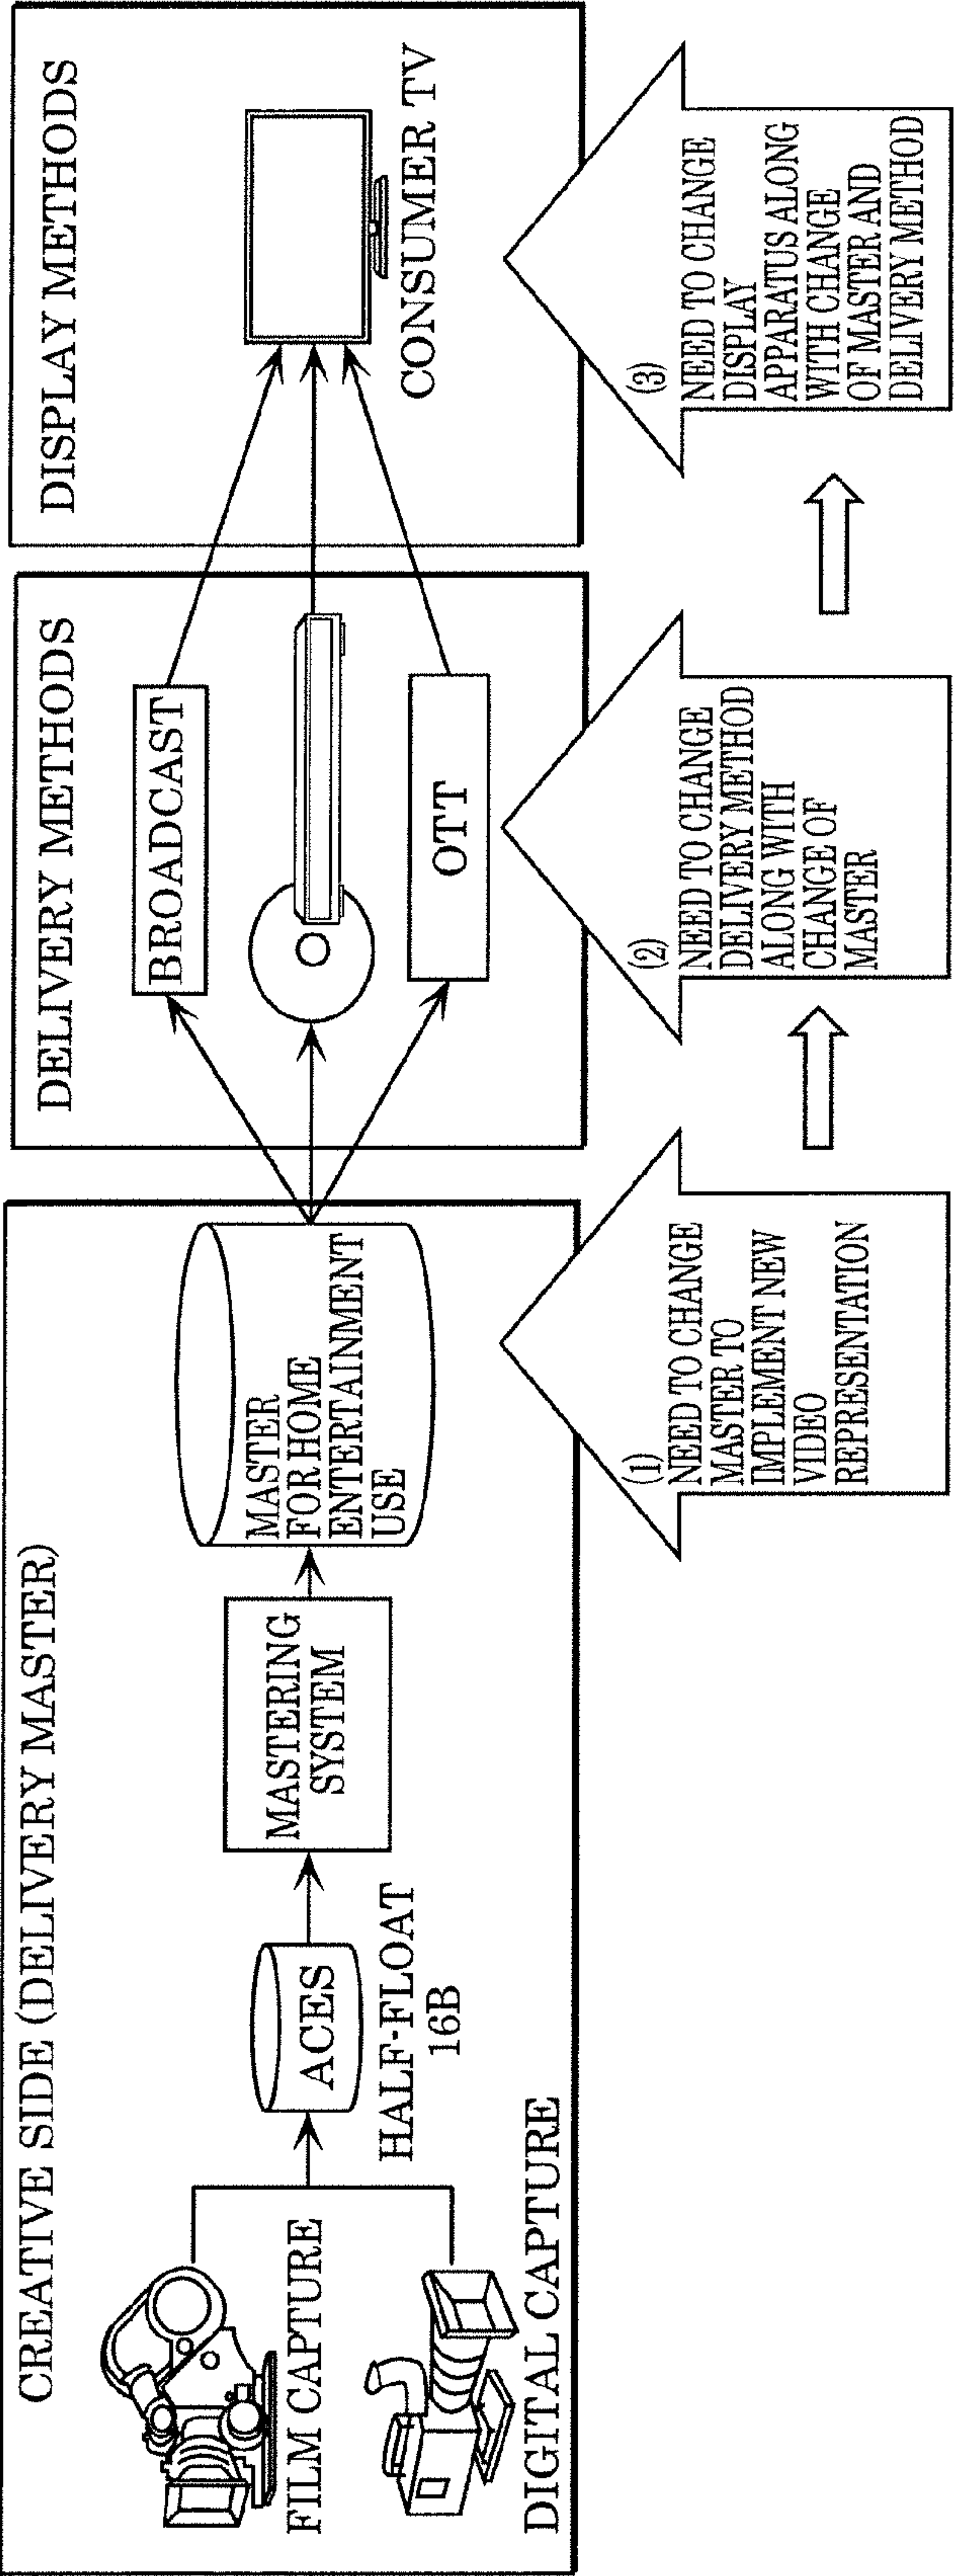 CREATIVE SIDE (DELIVERY MASTER)
FILM CAPTURE
DIGITAL CAPTURE
ACES
HALF-FLOAT
16B
MASTERING
SYSTEM
MASTER
FOR HOME
ENTERTAINMENT
USE
DELIVERY METHODS
BROADCAST
OTT
DISPLAY METHODS
CONSUMER TV
(1)
NEED TO CHANGE
MASTER TO
IMPLEMENT NEW
VIDEO
REPRESENTATION
(2)
NEED TO CHANGE
DELIVERY METHOD
ALONG WITH
CHANGE OF
MASTER
(3)
NEED TO CHANGE
DISPLAY
APPARATUS ALONG
WITH CHANGE
OF MASTER AND
DELIVERY METHOD